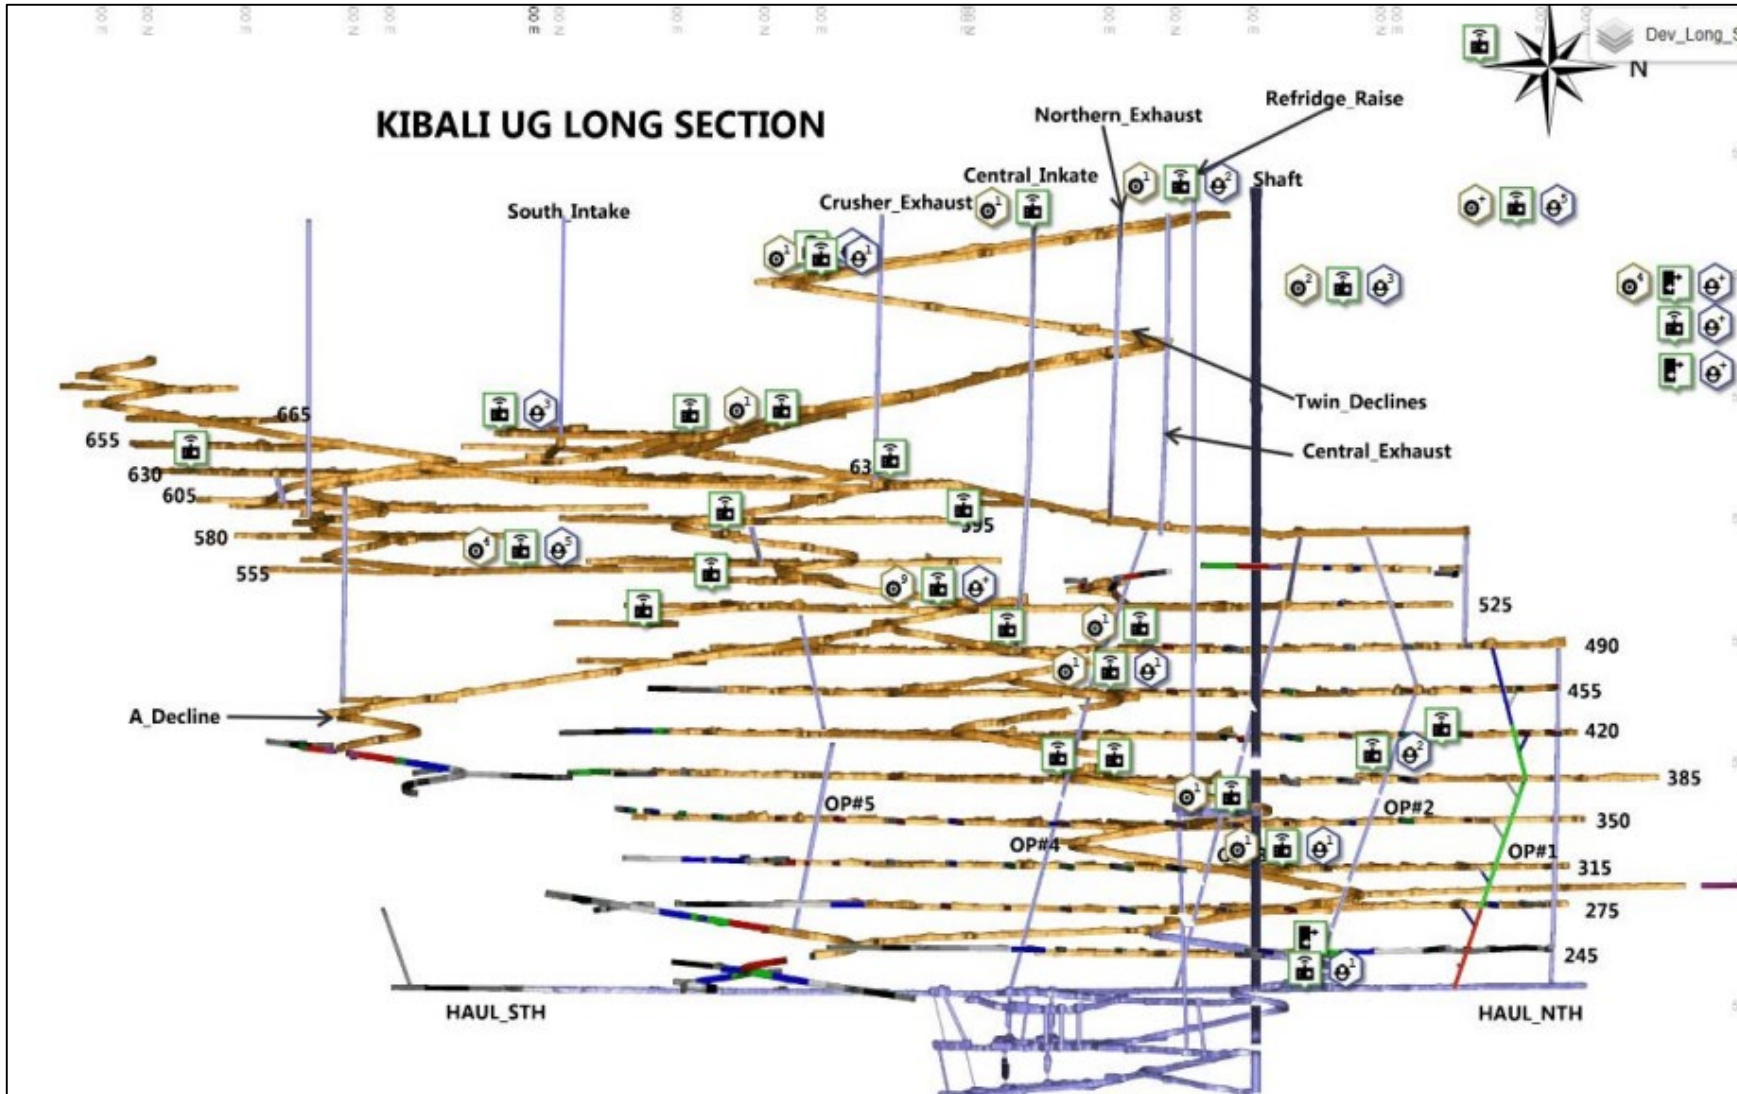 Dev_Long_S
N
KIBALI UG LONG SECTION
Refridge_Raise
Northern_Exhaust
Central_Inkate
Shaft
Crusher_Exhaust
South_Intake
Twin_Declines
Central_Exhaust
665
655
630
605
580
555
63
595
525
490
455
420
385
350
315
275
245
A_Decline
OP#5
OP#4
OP#2
OP#1
HAUL_STH
HAUL_NTH